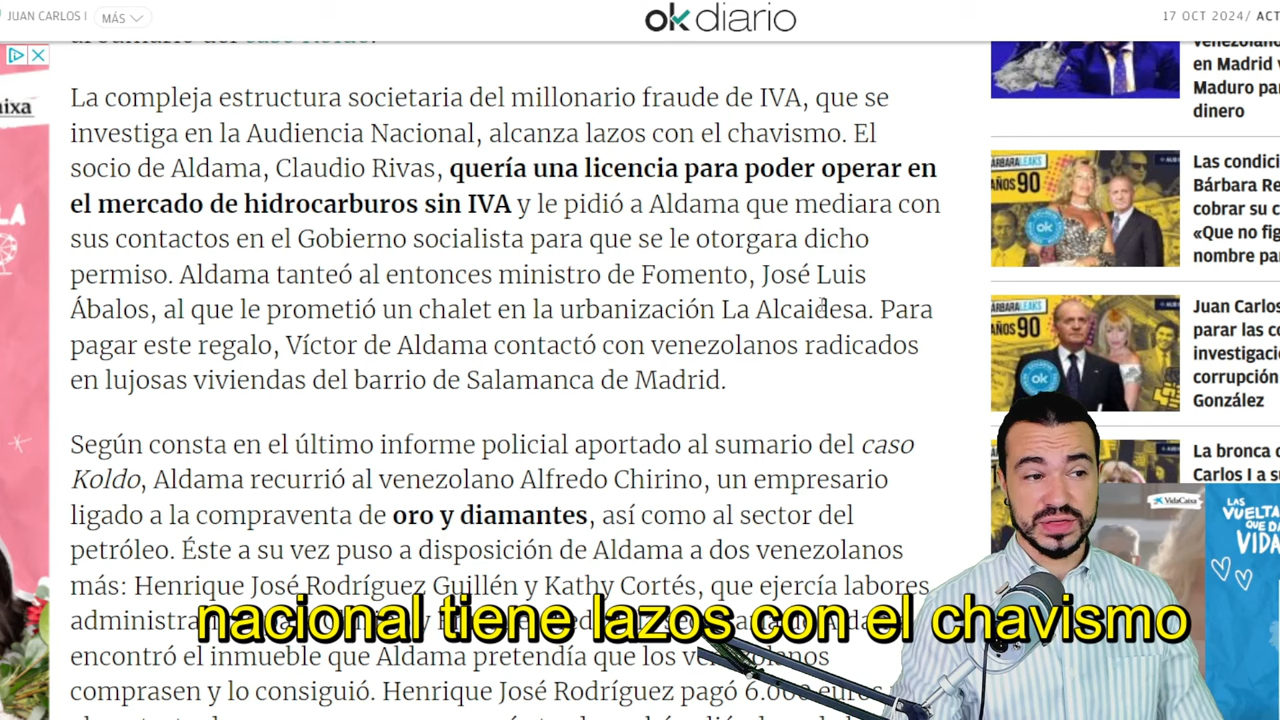 JUAN CARLOS I
MÁS
okdiario
17 OCT 2024/
La compleja estructura societaria del millonario fraude de IVA, que se
investiga en la Audiencia Nacional, alcanza lazos con el chavismo. El
socio de Aldama, Claudio Rivas, quería una licencia para poder operar en
el mercado de hidrocarburos sin IVA y le pidió a Aldama que mediara con
sus contactos en el Gobierno socialista para que se le otorgara dicho
permiso. Aldama tanteó al entonces ministro de Fomento, José Luis
Ábalos, al que le prometió un chalet en la urbanización La Alcaidesa. Para
pagar este regalo, Víctor de Aldama contactó con venezolanos radicados
en lujosas viviendas del barrio de Salamanca de Madrid.
Según consta en el último informe policial aportado al sumario del caso
Koldo, Aldama recurrió al venezolano Alfredo Chirino, un empresario
ligado a la compraventa de oro y diamantes, así como al sector del
petróleo. Éste a su vez puso a disposición de Aldama a dos venezolanos
más: Henrique José Rodríguez Guillén y Kathy Cortés, que ejercía labores
encontró el inmueble que Aldama pretendía que los venezolanos
comprasen y lo consiguió. Henrique José Rodríguez pagó 6.000 euros
nacional tiene lazos con el chavismo
en Madrid
Maduro
dinero
Las
Bárbara
cobrar su
«Que no
nombre
AÑOS 90
ok
Juan Carlos
parar las
corrupción
González
AÑOS 90
ok
La bronca
Carlos I a
VidaCaixa
LAS
VUELTA
QUE DA
VIDA